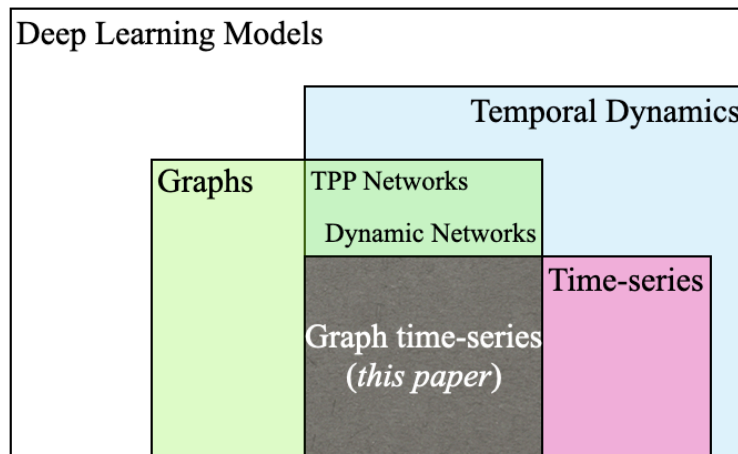 Deep Learning Models
Temporal Dynamics
Graphs
TPP Networks
Dynamic Networks
Time-series
Graph time-series
(this paper)